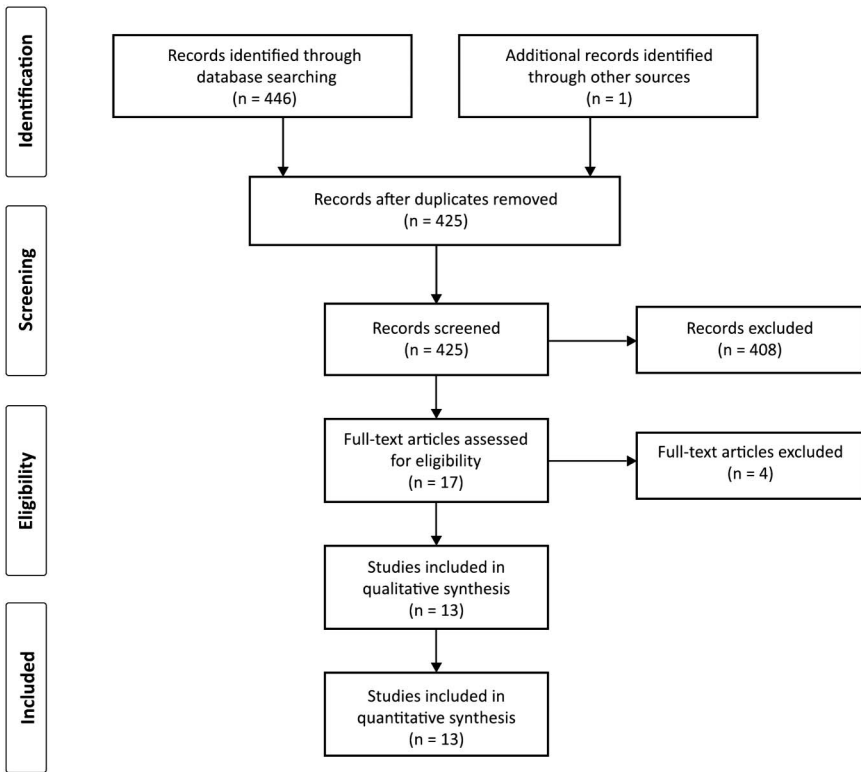 Identification
Records identified through
database searching
(n = 446)
Additional records identified
through other sources
(n = 1)
Records after duplicates removed
(n = 425)
Screening
Records screened
(n = 425)
Records excluded
(n = 408)
Eligibility
Full-text articles assessed
for eligibility
(n = 17)
Full-text articles excluded
(n = 4)
Studies included in
qualitative synthesis
(n = 13)
Included
Studies included in
quantitative synthesis
(n = 13)